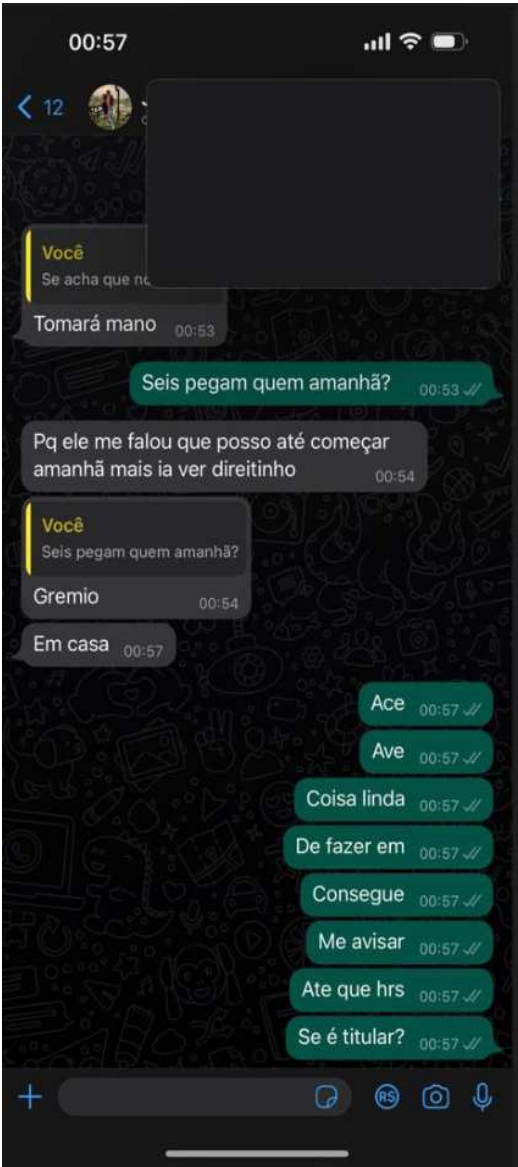 00:57
12
Você
Se acha que
Tomará mano 00:53
Seis pegam quem amanhã? 00:53
Pq ele me falou que posso até começar
amanhã mais ia ver direitinho 00:54
Você
Seis pegam quem amanhã?
Gremio 00:54
Em casa 00:57
Ace 00:57
Ave 00:57
Coisa linda 00:57
De fazer em 00:57
Consegue 00:57
Me avisar 00:57
Ate que hrs 00:57
Se é titular? 00:57
RS